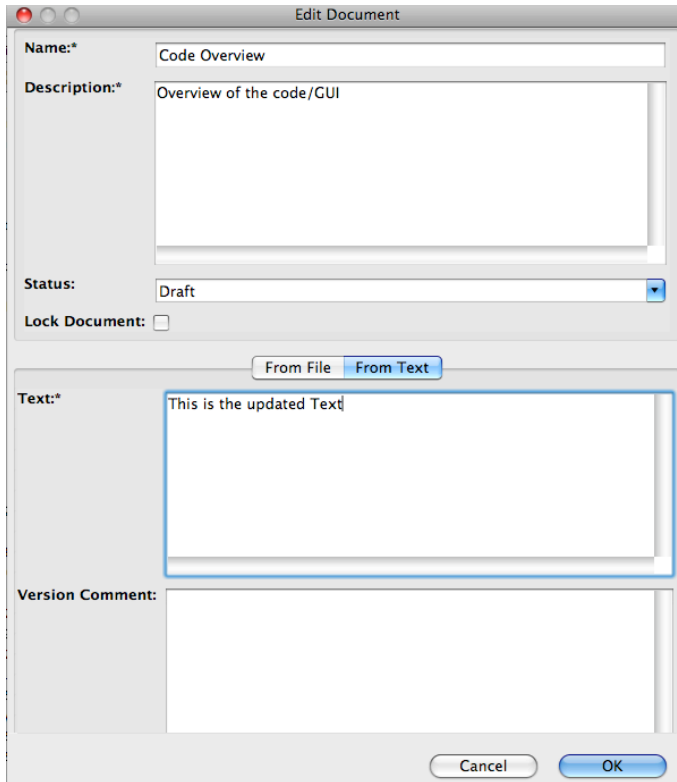 Edit Document
Name:*
Code Overview
Description:*
Overview of the code/GUI
Status:
Draft
Lock Document:
From File
From Text
Text:*
This is the updated Text
Version Comment:
Cancel
OK